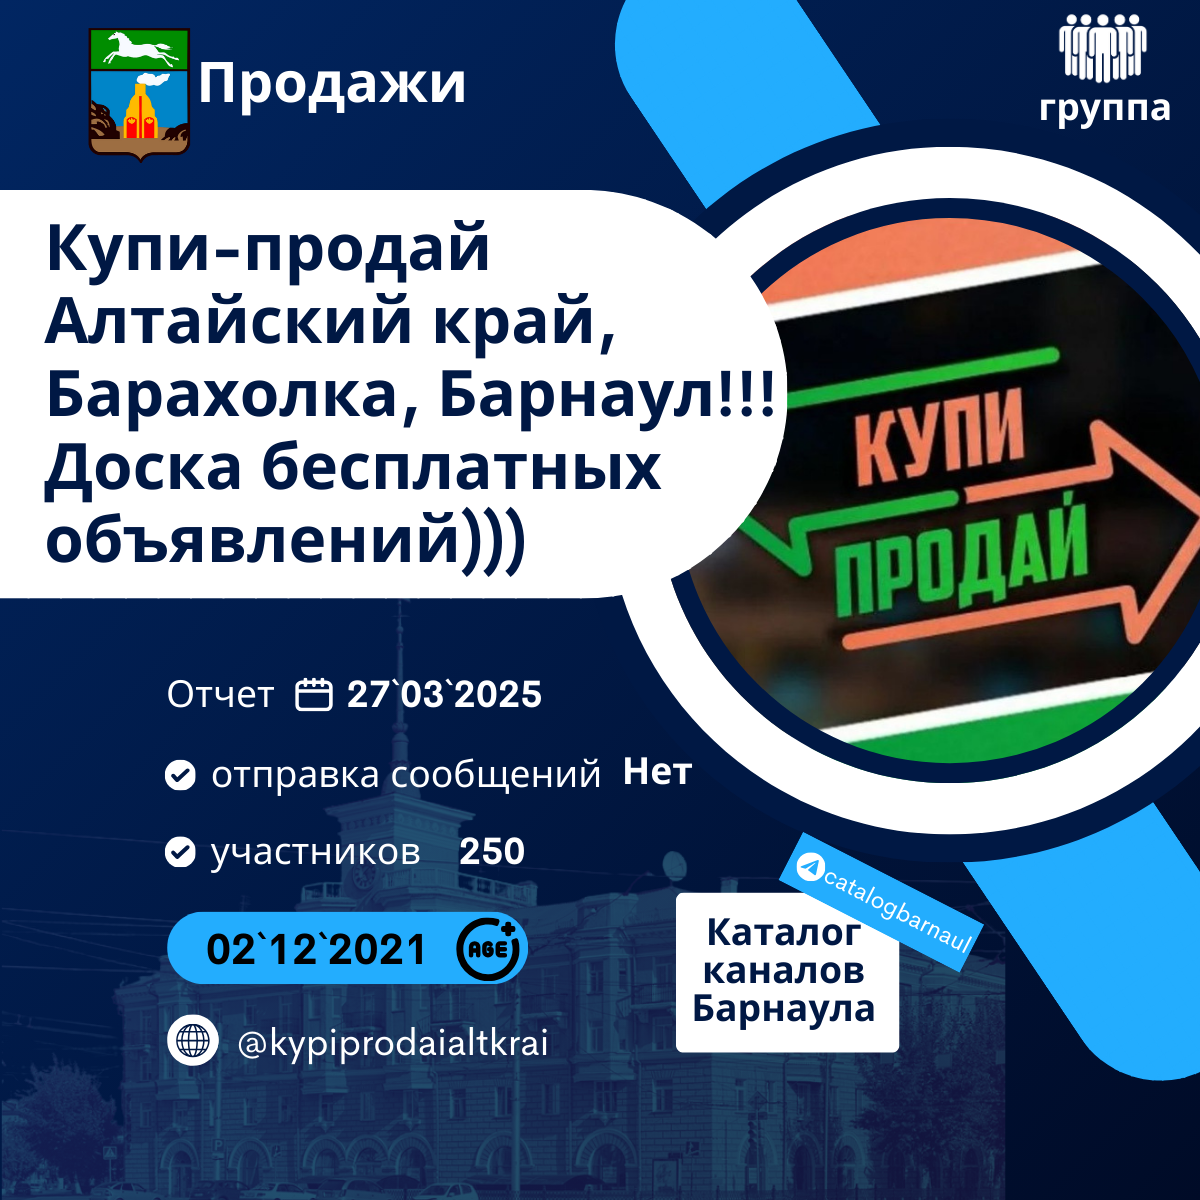 Продажи
группа
Купи-продай
Алтайский край,
Барахолка, Барнаул!!!
Доска бесплатных
объявлений)))
КУПИ
ПРОДАЙ
Отчет 27`03`2025
отправка сообщений Нет
участников 250
02`12`2021 AGE+
@kypiprodaialtkrai
catalogbarnaul
Каталог
каналов
Барнаула